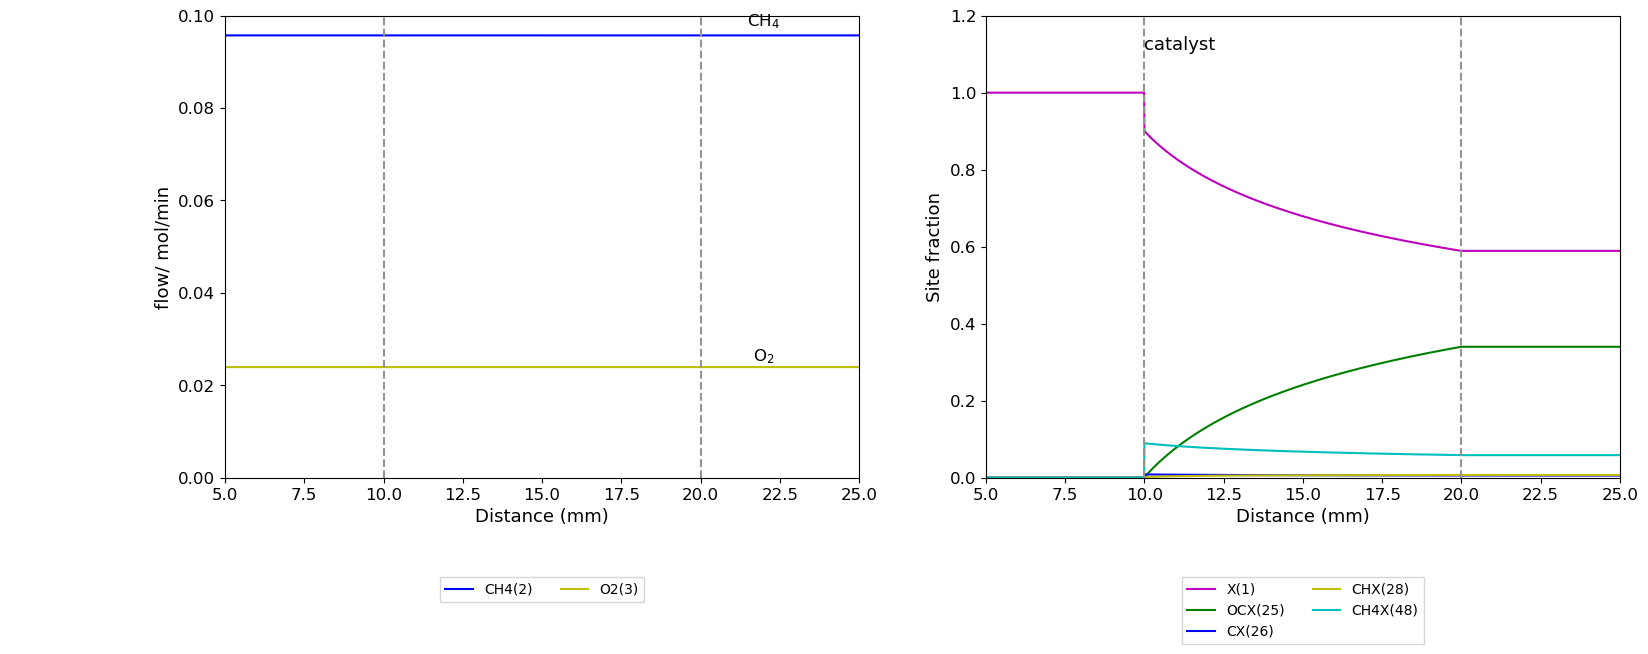 0.10
0.08
0.06
0.04
0.02
0.00
flow/ mol/min
CH₄
O₂
5.0 7.5 10.0 12.5 15.0 17.5 20.0 22.5 25.0
Distance (mm)
CH4(2) O2(3)
1.2
1.0
0.8
0.6
0.4
0.2
0.0
Site fraction
catalyst
5.0 7.5 10.0 12.5 15.0 17.5 20.0 22.5 25.0
Distance (mm)
X(1) CHX(28)
OCX(25) CH4X(48)
CX(26)